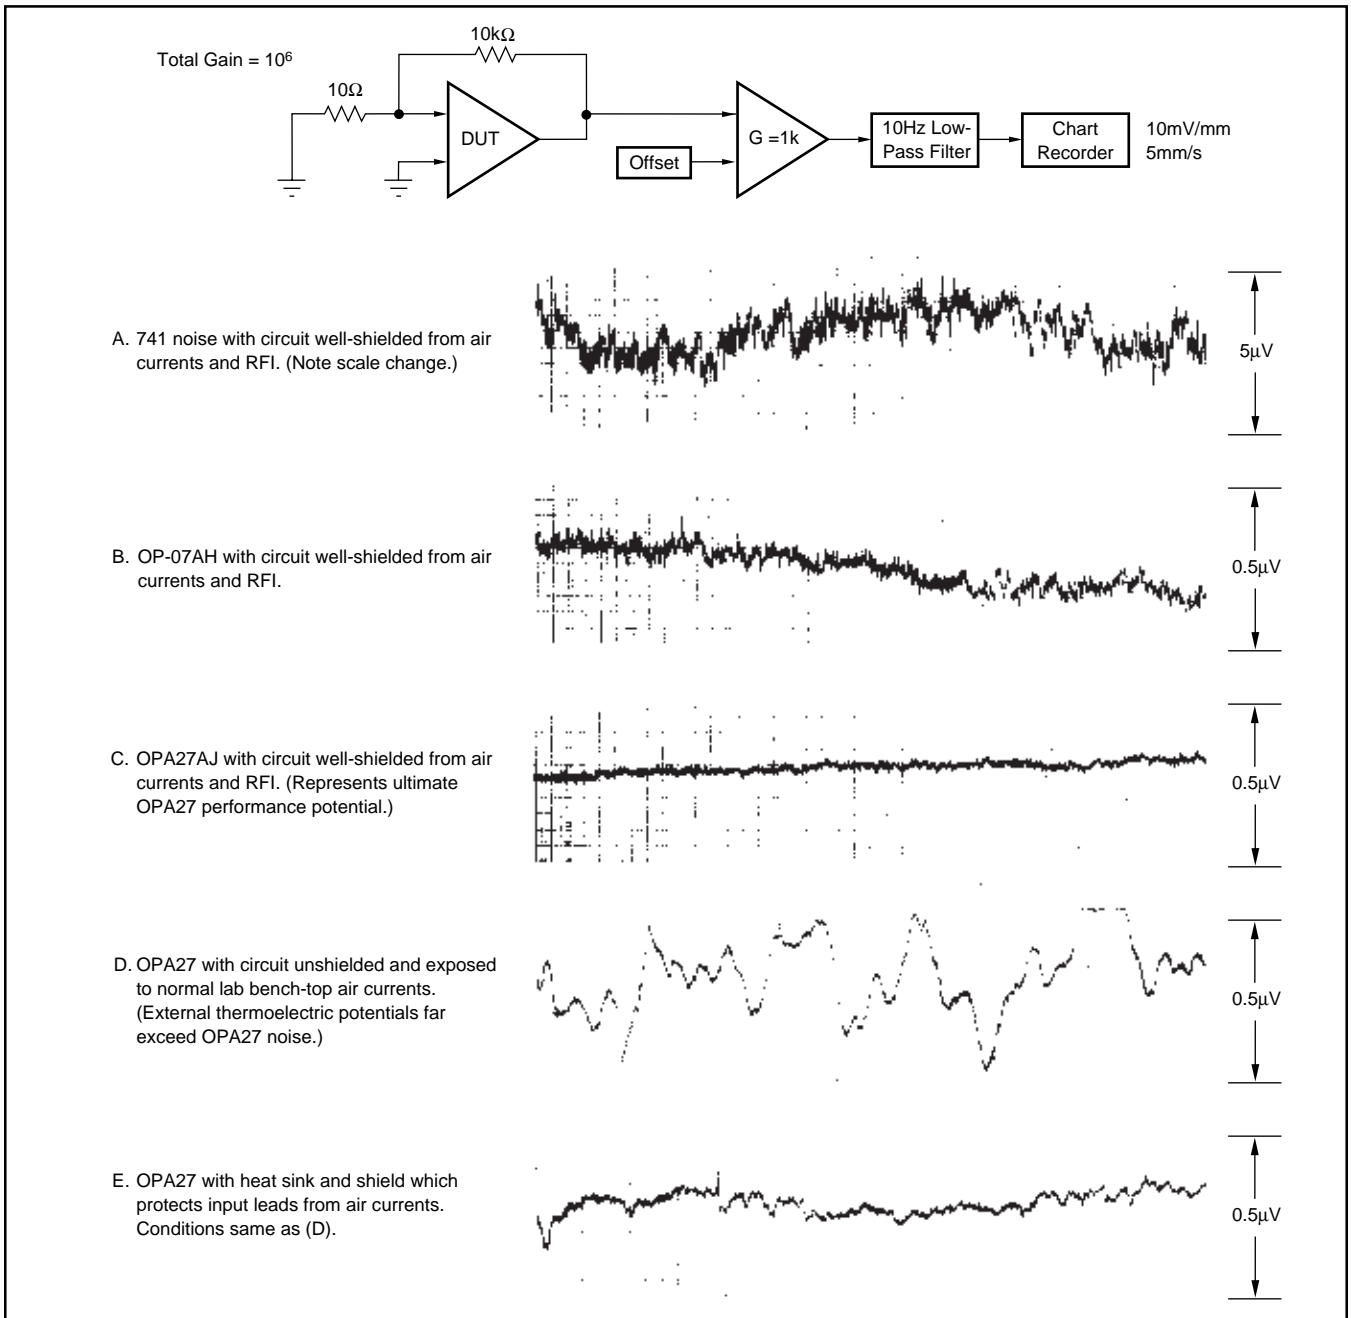 Total Gain = 10⁶
10kΩ
10Ω
DUT
Offset
G =1k
10Hz Low-
Pass Filter
Chart
Recorder
10mV/mm
5mm/s
A. 741 noise with circuit well-shielded from air
currents and RFI. (Note scale change.)
5μV
B. OP-07AH with circuit well-shielded from air
currents and RFI.
0.5μV
C. OPA27AJ with circuit well-shielded from air
currents and RFI. (Represents ultimate
OPA27 performance potential.)
0.5μV
D. OPA27 with circuit unshielded and exposed
to normal lab bench-top air currents.
(External thermoelectric potentials far
exceed OPA27 noise.)
0.5μV
E. OPA27 with heat sink and shield which
protects input leads from air currents.
Conditions same as (D).
0.5μV